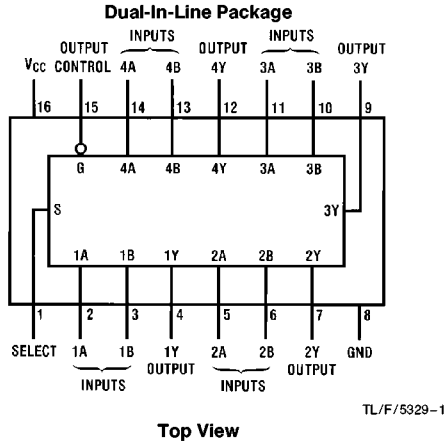 Dual-In-Line Package
OUTPUT INPUTS OUTPUT INPUTS OUTPUT
VCC CONTROL 4A 4B 4Y 3A 3B 3Y
16 15 14 13 12 11 10 9
G 4A 4B 4Y 3A 3B
S 3Y
1A 1B 1Y 2A 2B 2Y
1 2 3 4 5 6 7 8
SELECT 1A 1B 1Y 2A 2B 2Y GND
INPUTS OUTPUT INPUTS OUTPUT
TL/F/5329-1
Top View